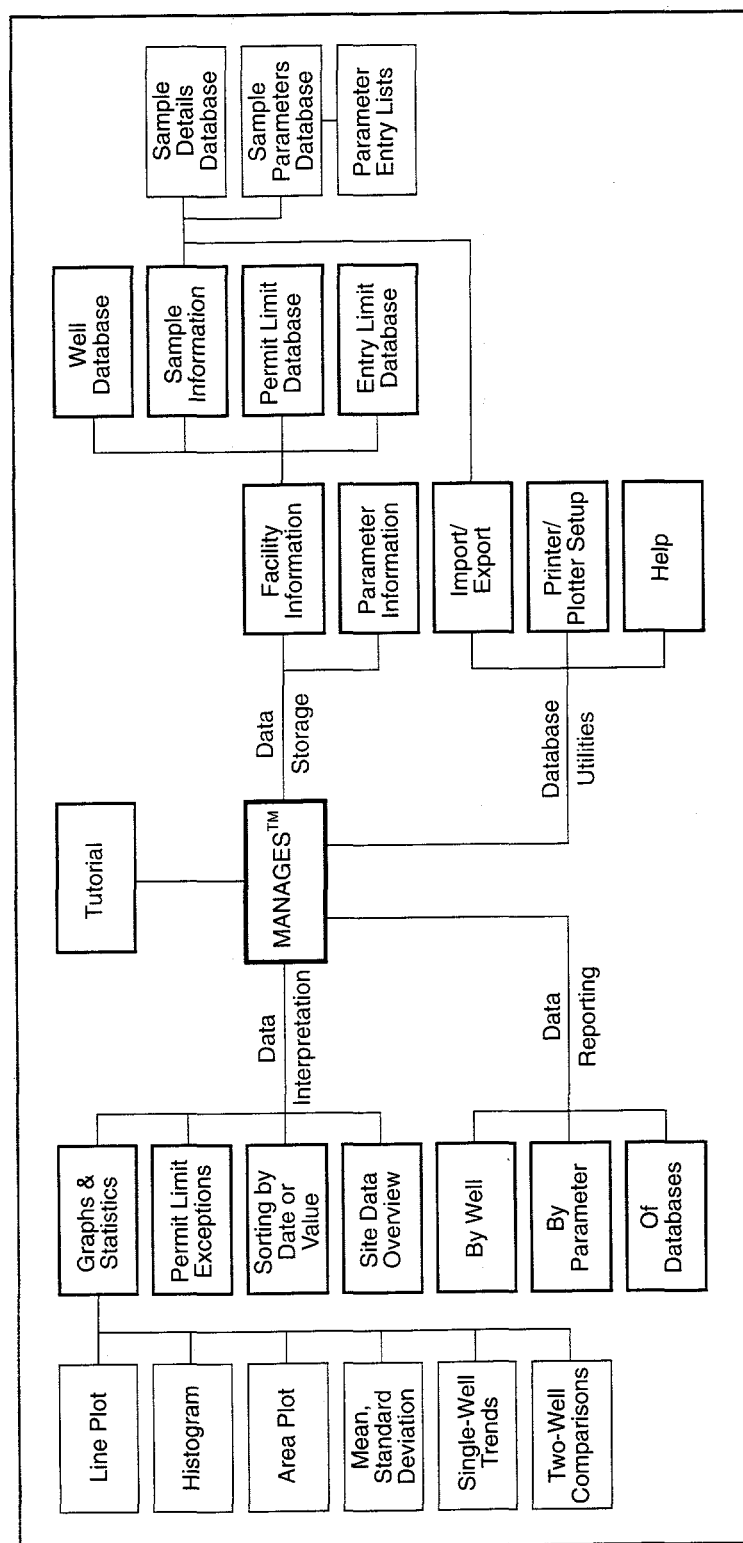 Tutorial
MANAGES™
Data
Interpretation
Graphs &
Statistics
Permit Limit
Exceptions
Sorting by
Date or
Value
Site Data
Overview
Line Plot
Histogram
Area Plot
Mean,
Standard
Deviation
Single-Well
Trends
Two-Well
Comparisons
Data
Reporting
By Well
By
Parameter
Of
Databases
Data
Storage
Facility
Information
Parameter
Information
Well
Database
Sample
Information
Permit Limit
Database
Entry Limit
Database
Sample
Details
Database
Sample
Parameters
Database
Parameter
Entry Lists
Database
Utilities
Import/
Export
Printer/
Plotter Setup
Help